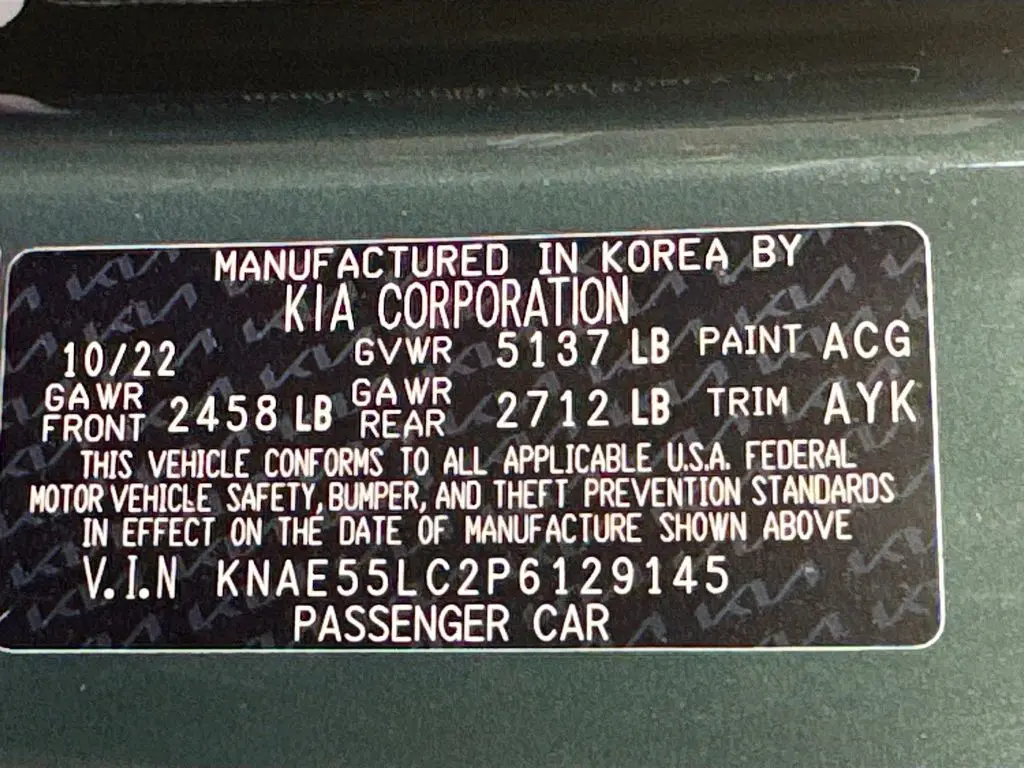 MANUFACTURED IN KOREA BY
KIA CORPORATION
10/22 GVWR 5137 LB PAINT ACG
GAWR FRONT 2458 LB GAWR REAR 2712 LB TRIM AYK
THIS VEHICLE CONFORMS TO ALL APPLICABLE U.S.A. FEDERAL
MOTOR VEHICLE SAFETY, BUMPER, AND THEFT PREVENTION STANDARDS
IN EFFECT ON THE DATE OF MANUFACTURE SHOWN ABOVE
V.I.N KNAE55LC2P6129145
PASSENGER CAR